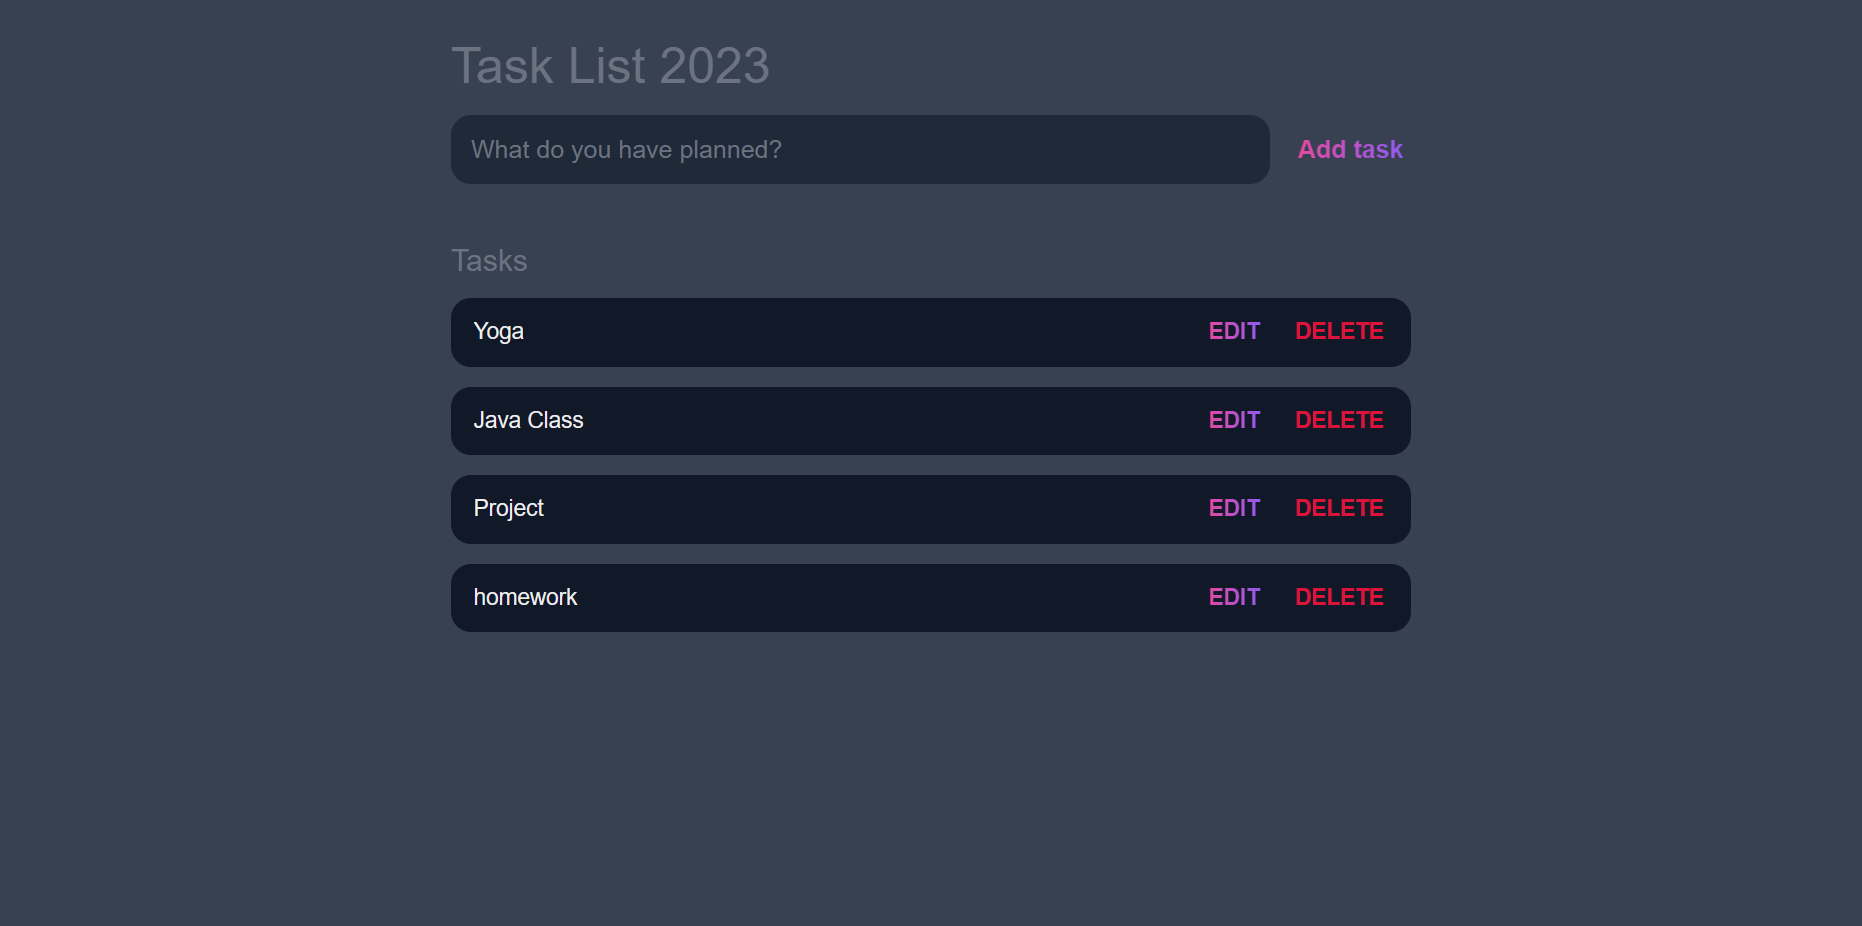 Task List 2023
What do you have planned? Add task
Tasks
Yoga EDIT DELETE
Java Class EDIT DELETE
Project EDIT DELETE
homework EDIT DELETE